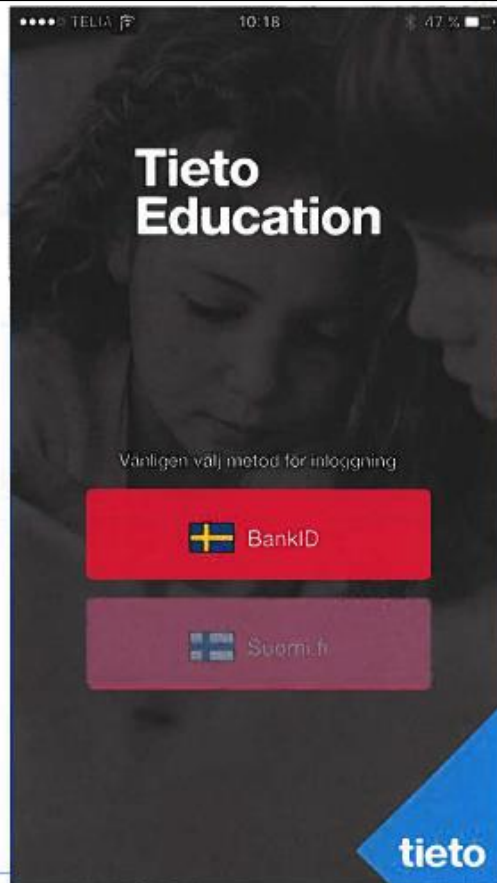 TELIA 10:18 47 %
Tieto
Education
Vänligen välj metod för inloggning
BankID
Suomi.fi
tieto